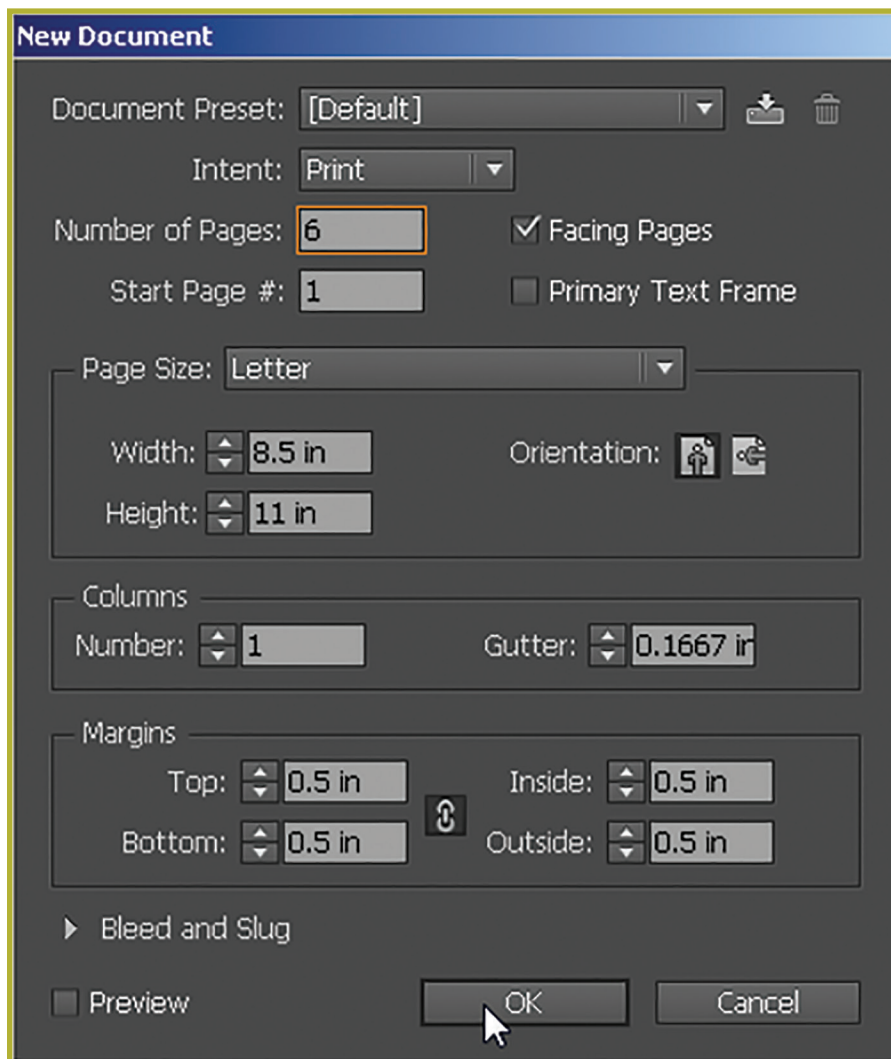 New Document
Document Preset: [Default]
Intent: Print
Number of Pages: 6 Facing Pages
Start Page #: 1 Primary Text Frame
Page Size: Letter
Width: 8.5 in Orientation:
Height: 11 in
Columns
Number: 1 Gutter: 0.1667 in
Margins
Top: 0.5 in Inside: 0.5 in
Bottom: 0.5 in Outside: 0.5 in
Bleed and Slug
Preview OK Cancel